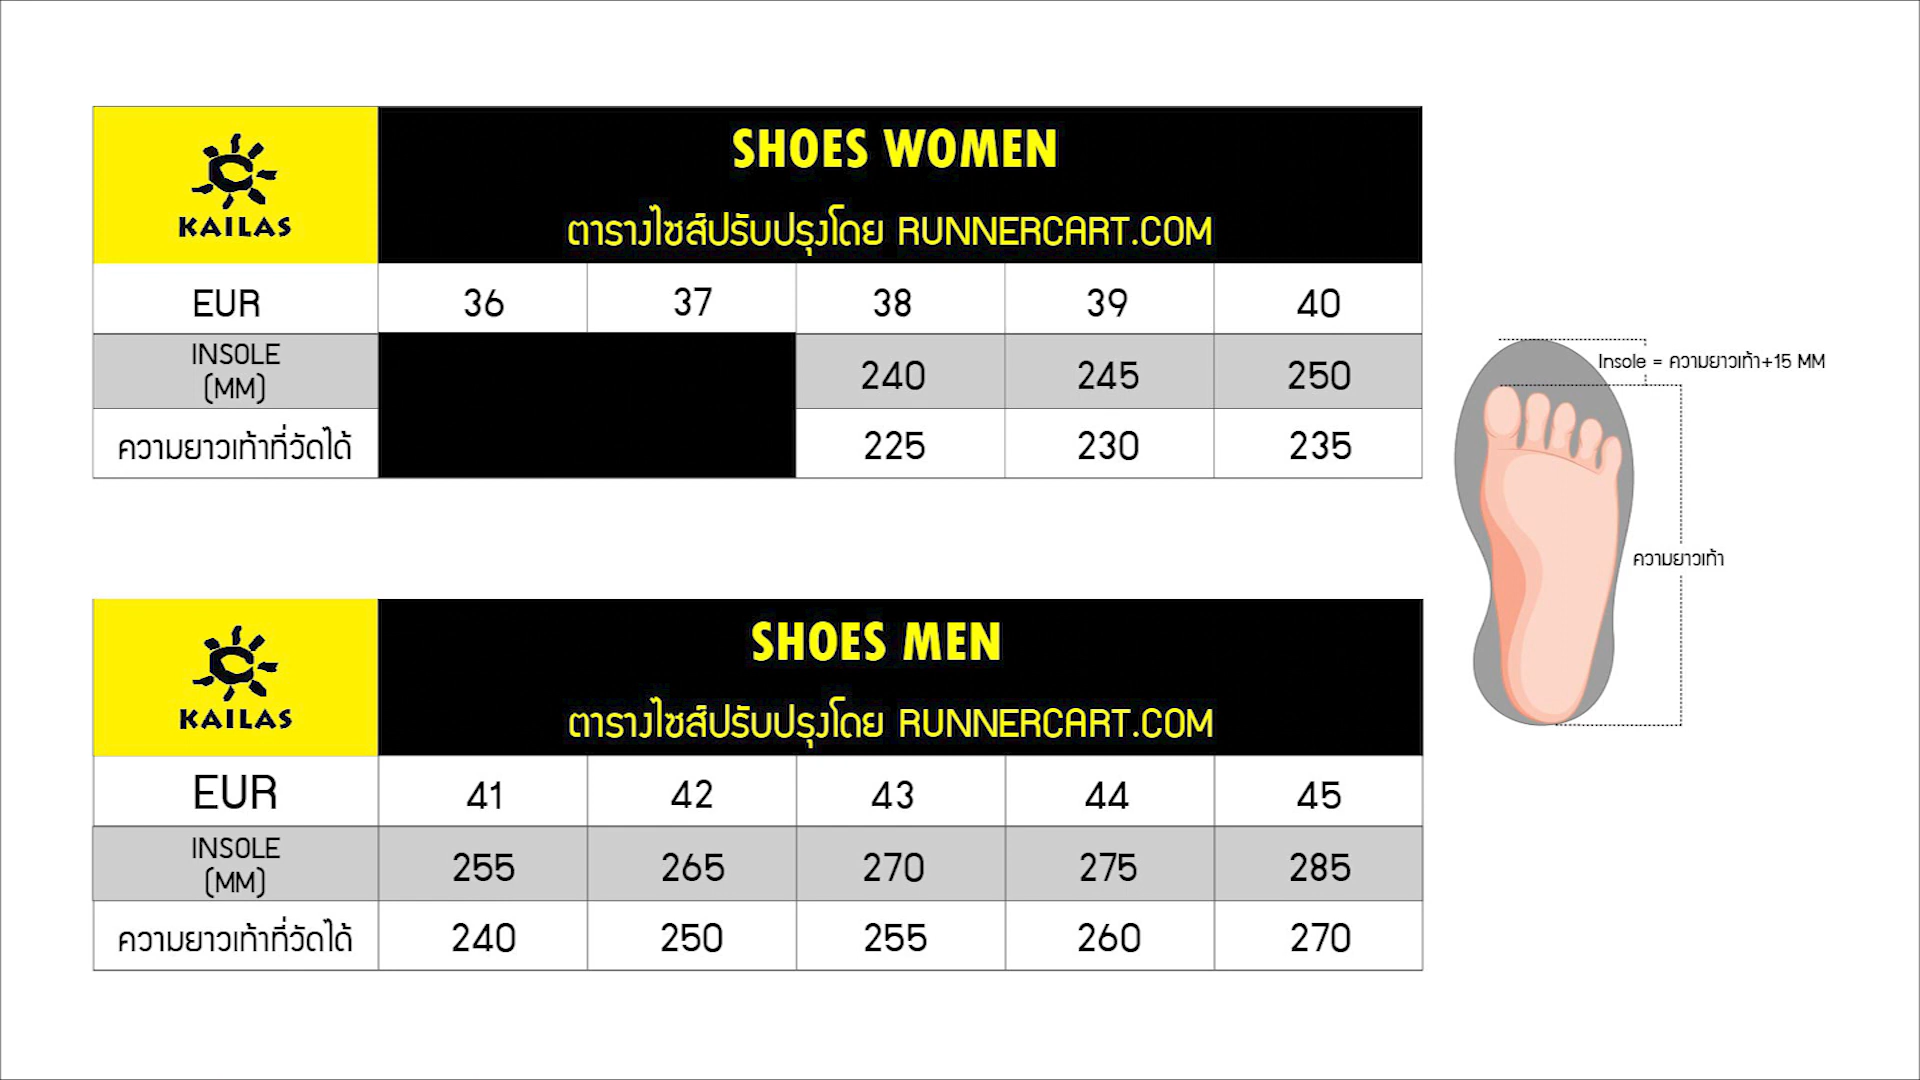 KAILAS
SHOES WOMEN
ตารางไซส์ปรับปรุงโดย RUNNERCART.COM
EUR 36 37 38 39 40
INSOLE
(MM) 240 245 250
ความยาวเท้าที่วัดได้ 225 230 235
Insole = ความยาวเท้า+15 MM
ความยาวเท้า
KAILAS
SHOES MEN
ตารางไซส์ปรับปรุงโดย RUNNERCART.COM
EUR 41 42 43 44 45
INSOLE
(MM) 255 265 270 275 285
ความยาวเท้าที่วัดได้ 240 250 255 260 270